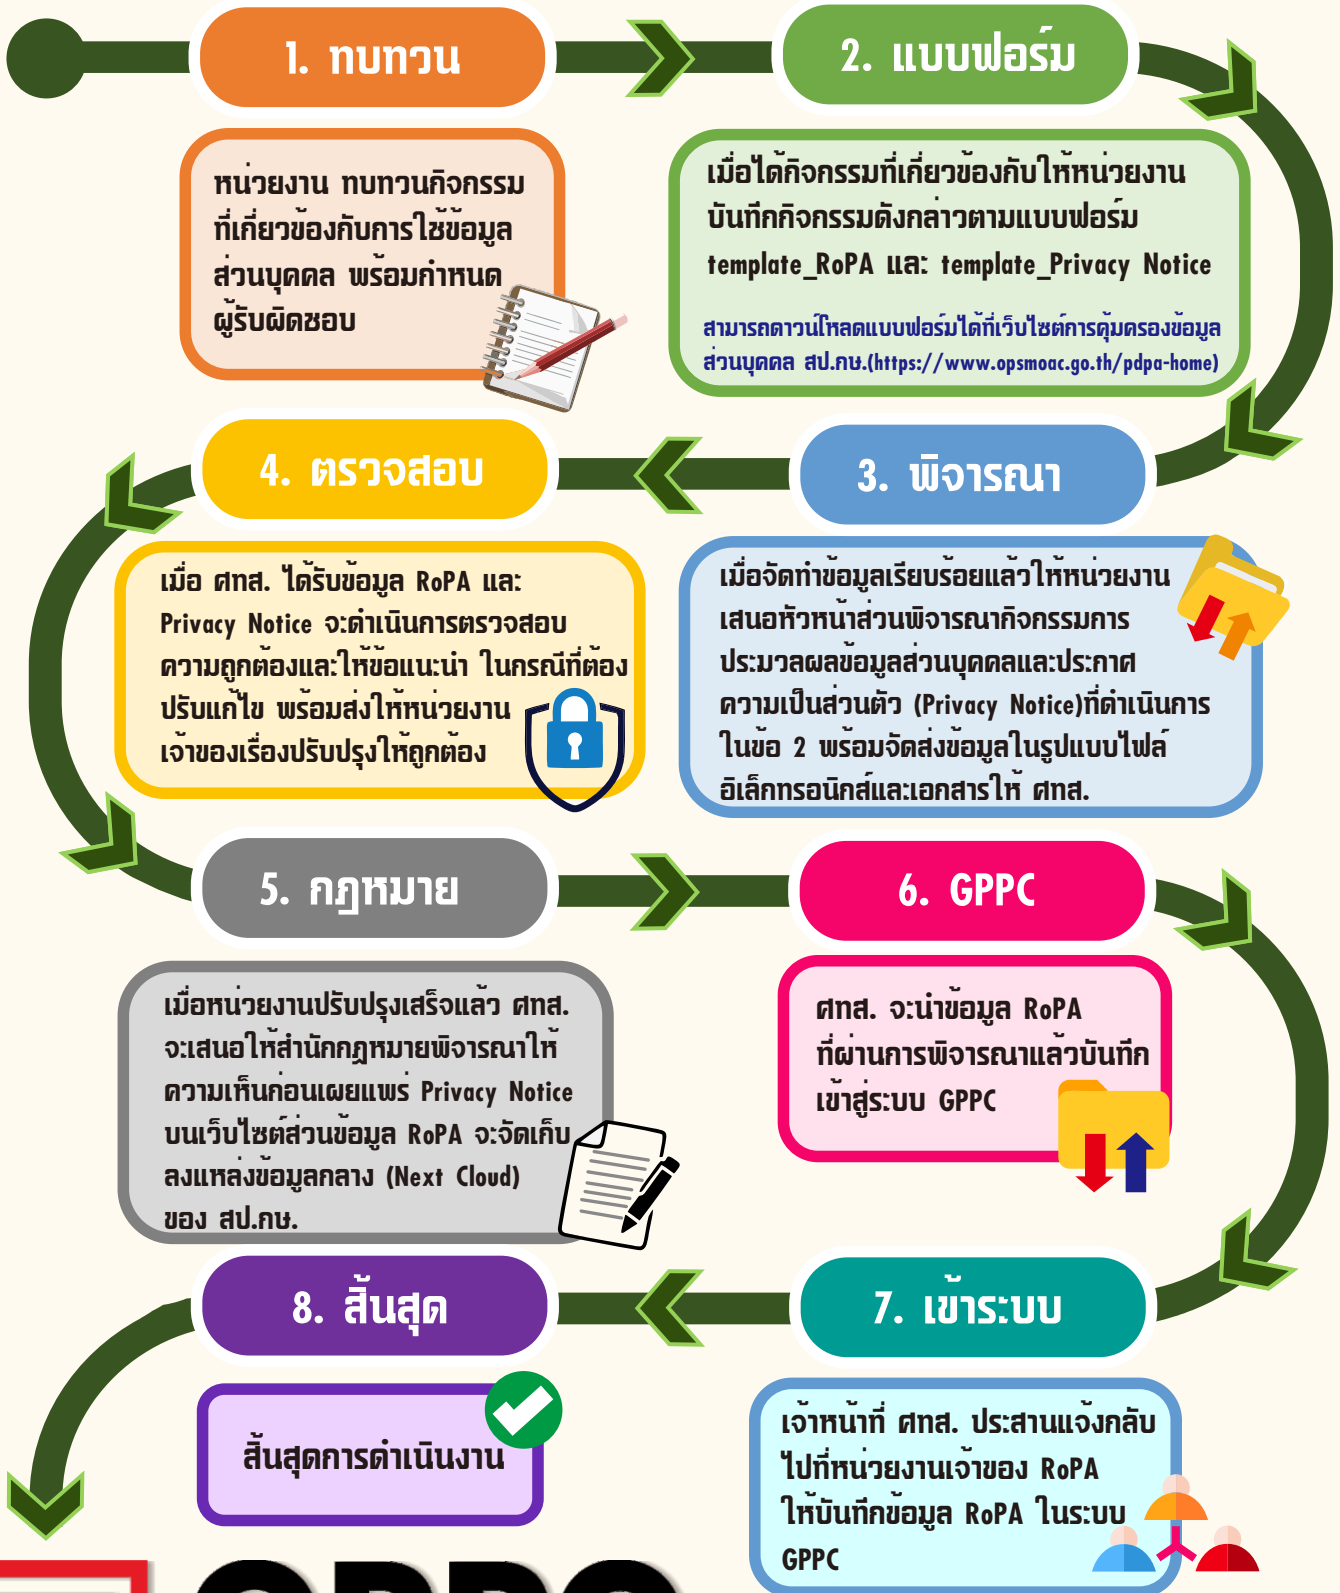 1. ทบทวน
หน่วยงาน ทบทวนกิจกรรม
ที่เกี่ยวข้องกับการใช้ข้อมูล
ส่วนบุคคล พร้อมกำหนด
ผู้รับผิดชอบ
2. แบบฟอร์ม
เมื่อได้กิจกรรมที่เกี่ยวข้องกับให้หน่วยงาน
บันทึกกิจกรรมดังกล่าวตามแบบฟอร์ม
template_RoPA และ template_Privacy Notice
สามารถดาวน์โหลดแบบฟอร์มได้ที่เว็บไซต์การคุ้มครองข้อมูล
ส่วนบุคคล สป.กษ.(https://www.opsmoac.go.th/pdpa-home)
3. พิจารณา
เมื่อจัดทำข้อมูลเรียบร้อยแล้วให้หน่วยงาน
เสนอหัวหน้าส่วนพิจารณากิจกรรมการ
ประมวลผลข้อมูลส่วนบุคคลและประกาศ
ความเป็นส่วนตัว (Privacy Notice)ที่ดำเนินการ
ในข้อ 2 พร้อมจัดส่งข้อมูลในรูปแบบไฟล์
อิเล็กทรอนิกส์และเอกสารให้ ศทส.
4. ตรวจสอบ
เมื่อ ศทส. ได้รับข้อมูล RoPA และ
Privacy Notice จะดำเนินการตรวจสอบ
ความถูกต้องและให้ข้อแนะนำ ในกรณีที่ต้อง
ปรับแก้ไข พร้อมส่งให้หน่วยงาน
เจ้าของเรื่องปรับปรุงให้ถูกต้อง
5. กฎหมาย
เมื่อหน่วยงานปรับปรุงเสร็จแล้ว ศทส.
จะเสนอให้สำนักกฎหมายพิจารณาให้
ความเห็นก่อนเผยแพร่ Privacy Notice
บนเว็บไซต์ส่วนข้อมูล RoPA จะจัดเก็บ
ลงแหล่งข้อมูลกลาง (Next Cloud)
ของ สป.กษ.
6. GPPC
ศทส. จะนำข้อมูล RoPA
ที่ผ่านการพิจารณาแล้วบันทึก
เข้าสู่ระบบ GPPC
7. เข้าระบบ
เจ้าหน้าที่ ศทส. ประสานแจ้งกลับ
ไปที่หน่วยงานเจ้าของ RoPA
ให้บันทึกข้อมูล RoPA ในระบบ
GPPC
8. สิ้นสุด
สิ้นสุดการดำเนินงาน